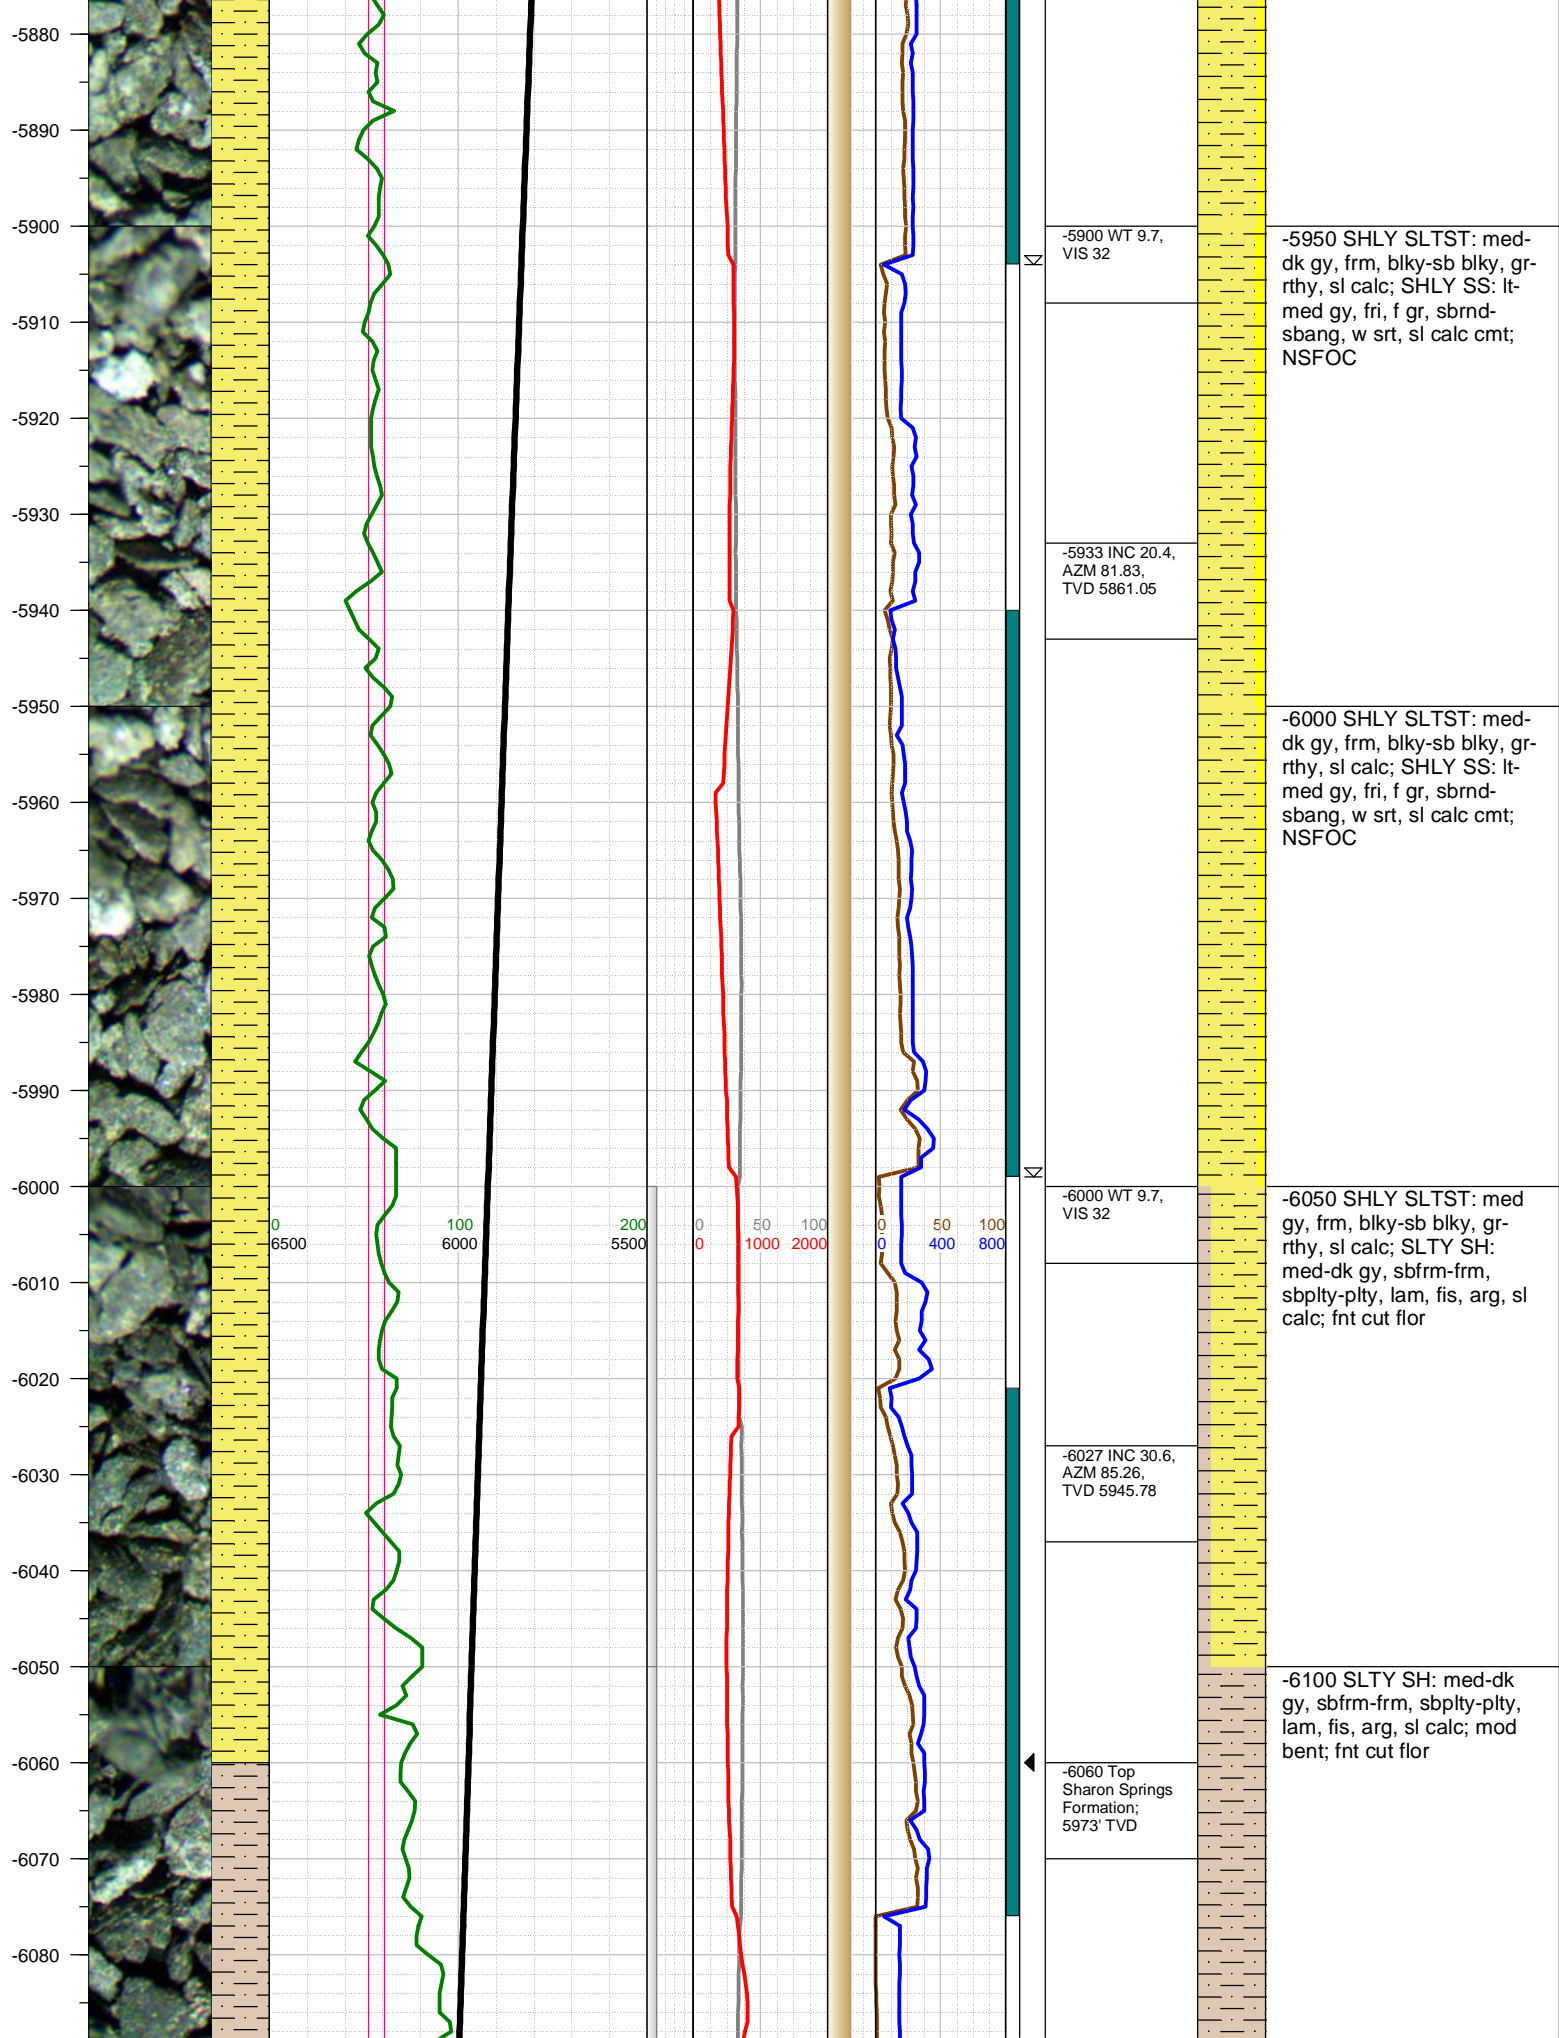 -5880
-5890
-5900
-5910
-5920
-5930
-5940
-5950
-5960
-5970
-5980
-5990
-6000
-6010
-6020
-6030
-6040
-6050
-6060
-6070
-6080
0 100 200
6500 6000 5500
0 50 100
0 1000 2000
0 50 100
0 400 800
-5900 WT 9.7,
VIS 32
-5933 INC 20.4,
AZM 81.83,
TVD 5861.05
-6000 WT 9.7,
VIS 32
-6027 INC 30.6,
AZM 85.26,
TVD 5945.78
-6060 Top
Sharon Springs
Formation;
5973' TVD
-5950 SHLY SLTST: med-
dk gy, frm, blky-sb blky, gr-
rthy, sl calc; SHLY SS: lt-
med gy, fri, f gr, sbrnd-
sbang, w srt, sl calc cmt;
NSFOC
-6000 SHLY SLTST: med-
dk gy, frm, blky-sb blky, gr-
rthy, sl calc; SHLY SS: lt-
med gy, fri, f gr, sbrnd-
sbang, w srt, sl calc cmt;
NSFOC
-6050 SHLY SLTST: med
gy, frm, blky-sb blky, gr-
rthy, sl calc; SLTY SH:
med-dk gy, sbfrm-frm,
sbplty-plty, lam, fis, arg, sl
calc; fnt cut flor
-6100 SLTY SH: med-dk
gy, sbfrm-frm, sbplty-plty,
lam, fis, arg, sl calc; mod
bent; fnt cut flor